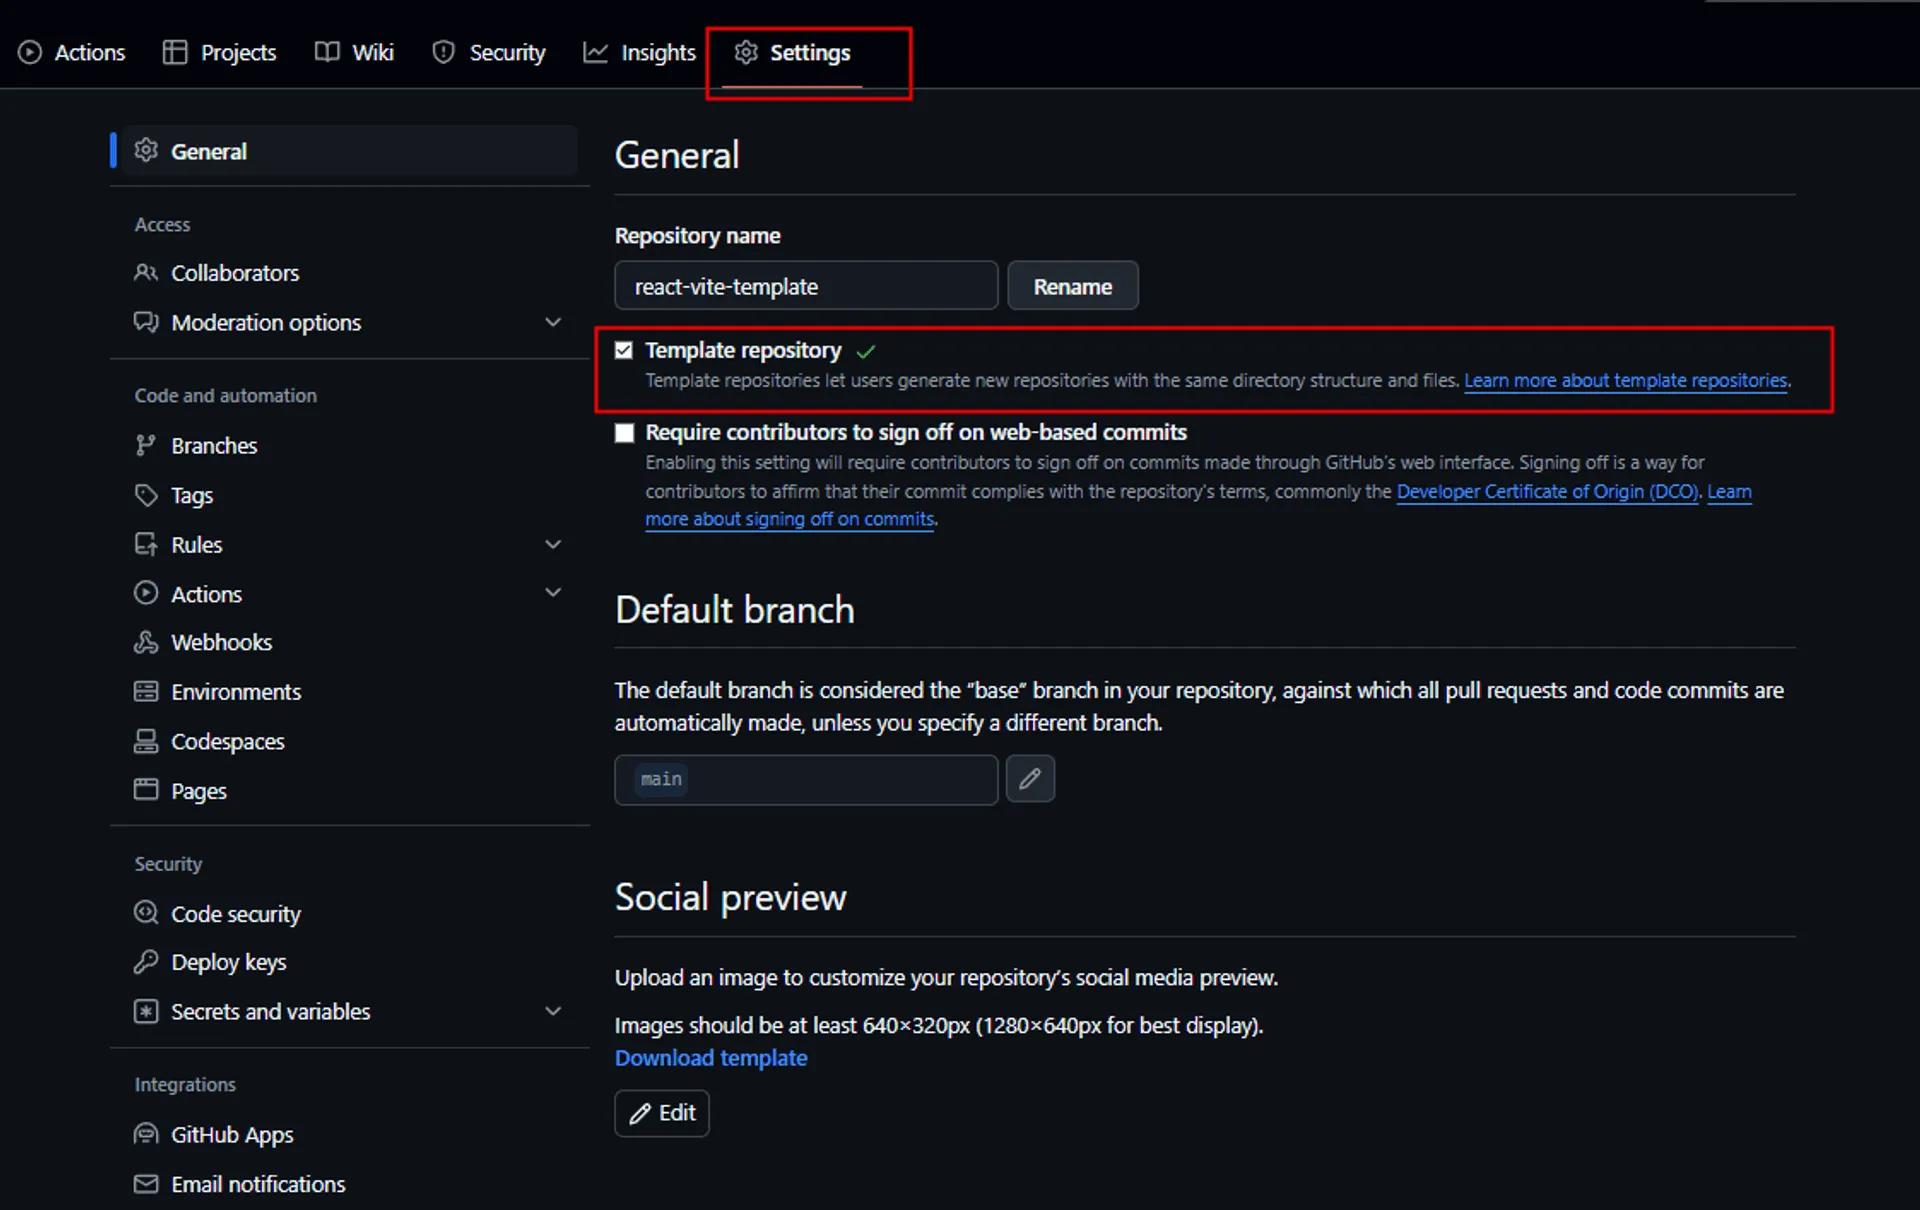 Actions
Projects
Wiki
Security
Insights
Settings
General
Access
Collaborators
Moderation options
Code and automation
Branches
Tags
Rules
Actions
Webhooks
Environments
Codespaces
Pages
Security
Code security
Deploy keys
Secrets and variables
Integrations
GitHub Apps
Email notifications
General
Repository name
react-vite-template
Rename
Template repository
Template repositories let users generate new repositories with the same directory structure and files. Learn more about template repositories.
Require contributors to sign off on web-based commits
Enabling this setting will require contributors to sign off on commits made through GitHub's web interface. Signing off is a way for
contributors to affirm that their commit complies with the repository's terms, commonly the Developer Certificate of Origin (DCO). Learn
more about signing off on commits.
Default branch
The default branch is considered the “base” branch in your repository, against which all pull requests and code commits are
automatically made, unless you specify a different branch.
main
Social preview
Upload an image to customize your repository's social media preview.
Images should be at least 640×320px (1280×640px for best display).
Download template
Edit